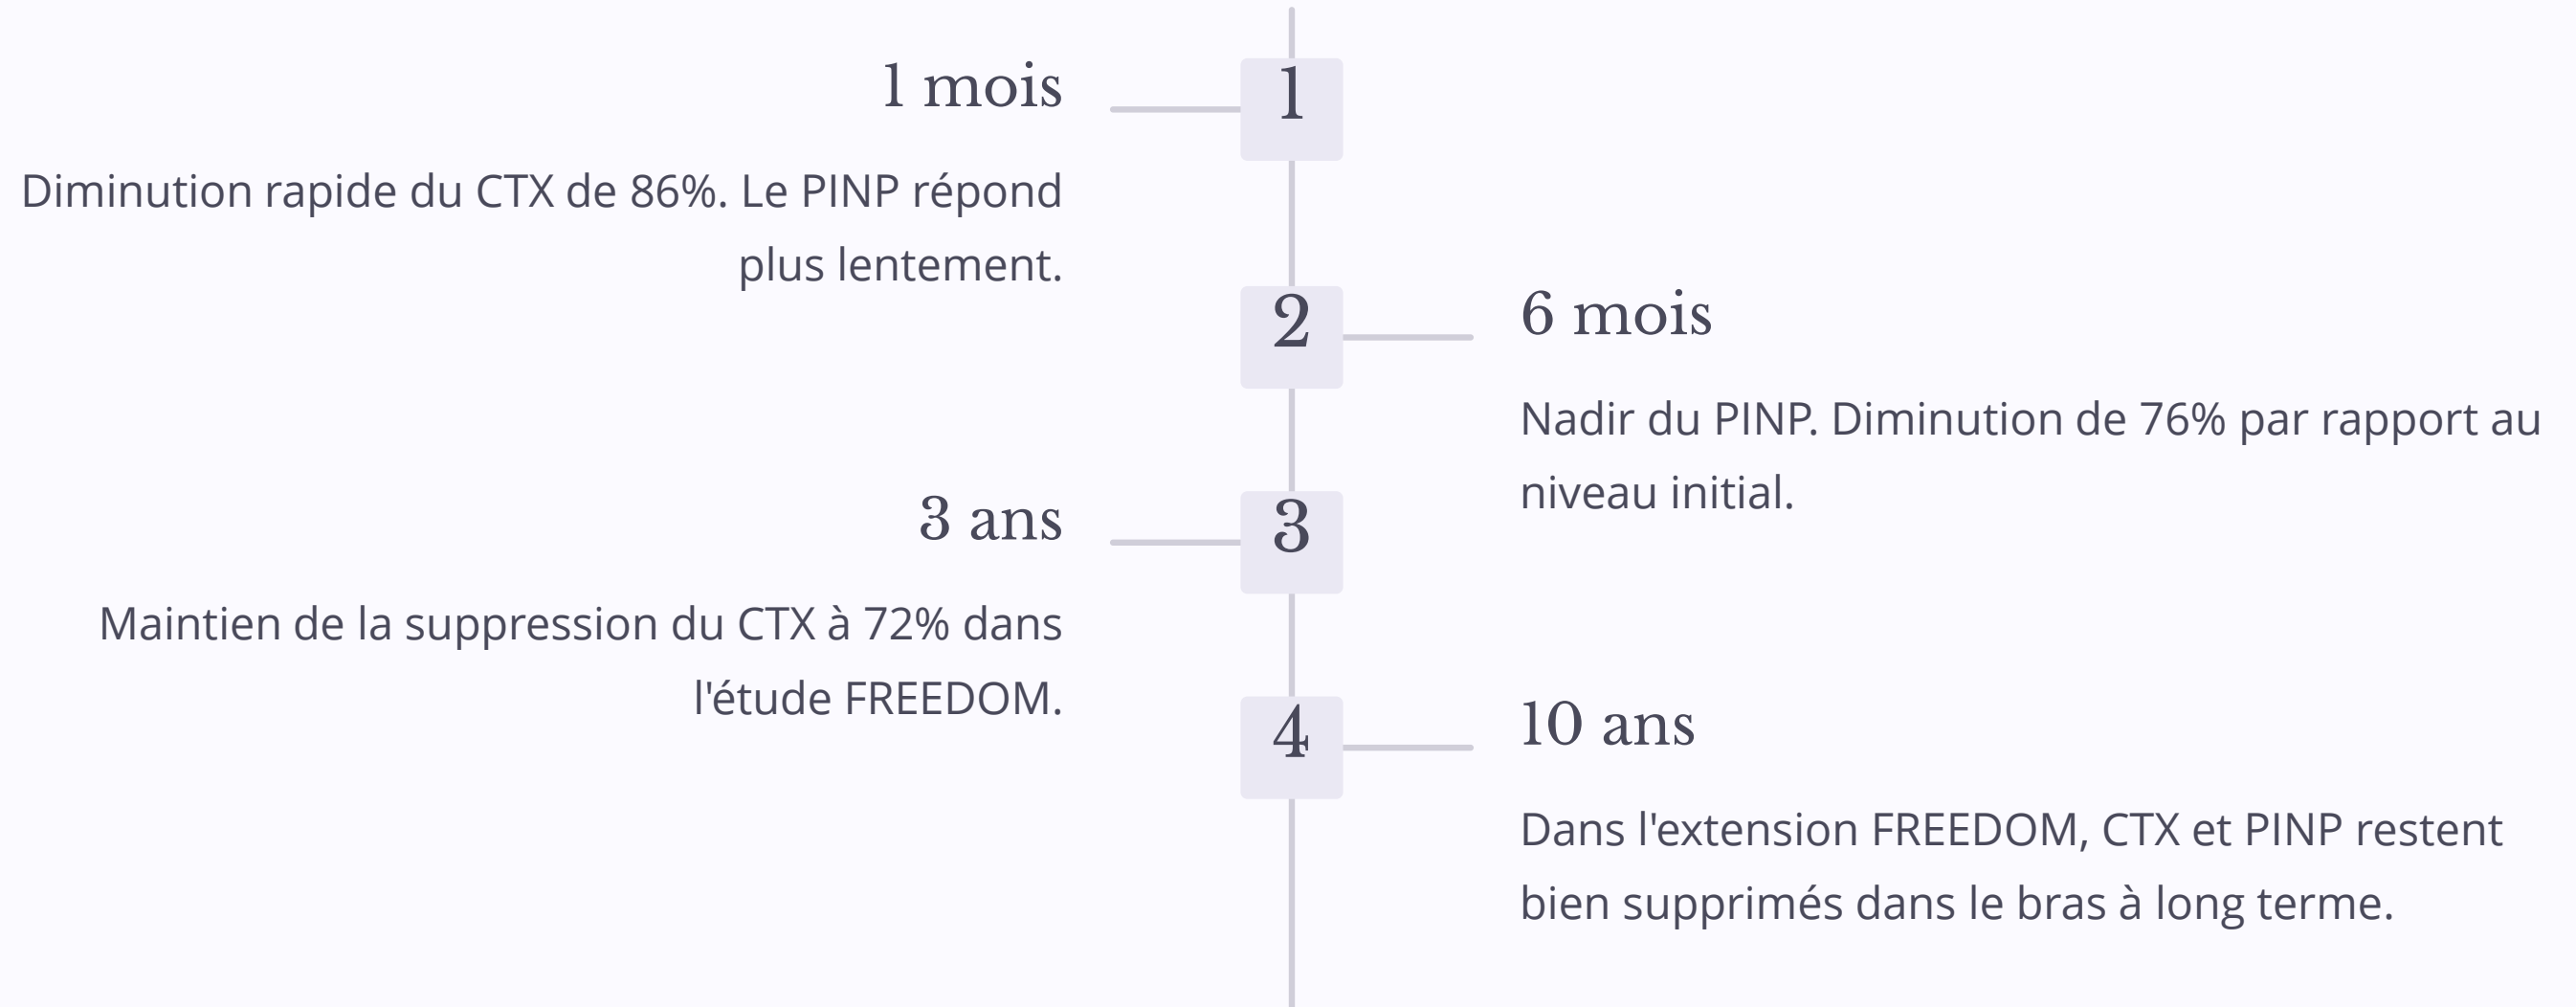 1 mois
1
Diminution rapide du CTX de 86%. Le PINP répond
plus lentement.
2
6 mois
Nadir du PINP. Diminution de 76% par rapport au
niveau initial.
3 ans
3
Maintien de la suppression du CTX à 72% dans
l'étude FREEDOM.
4
10 ans
Dans l'extension FREEDOM, CTX et PINP restent
bien supprimés dans le bras à long terme.